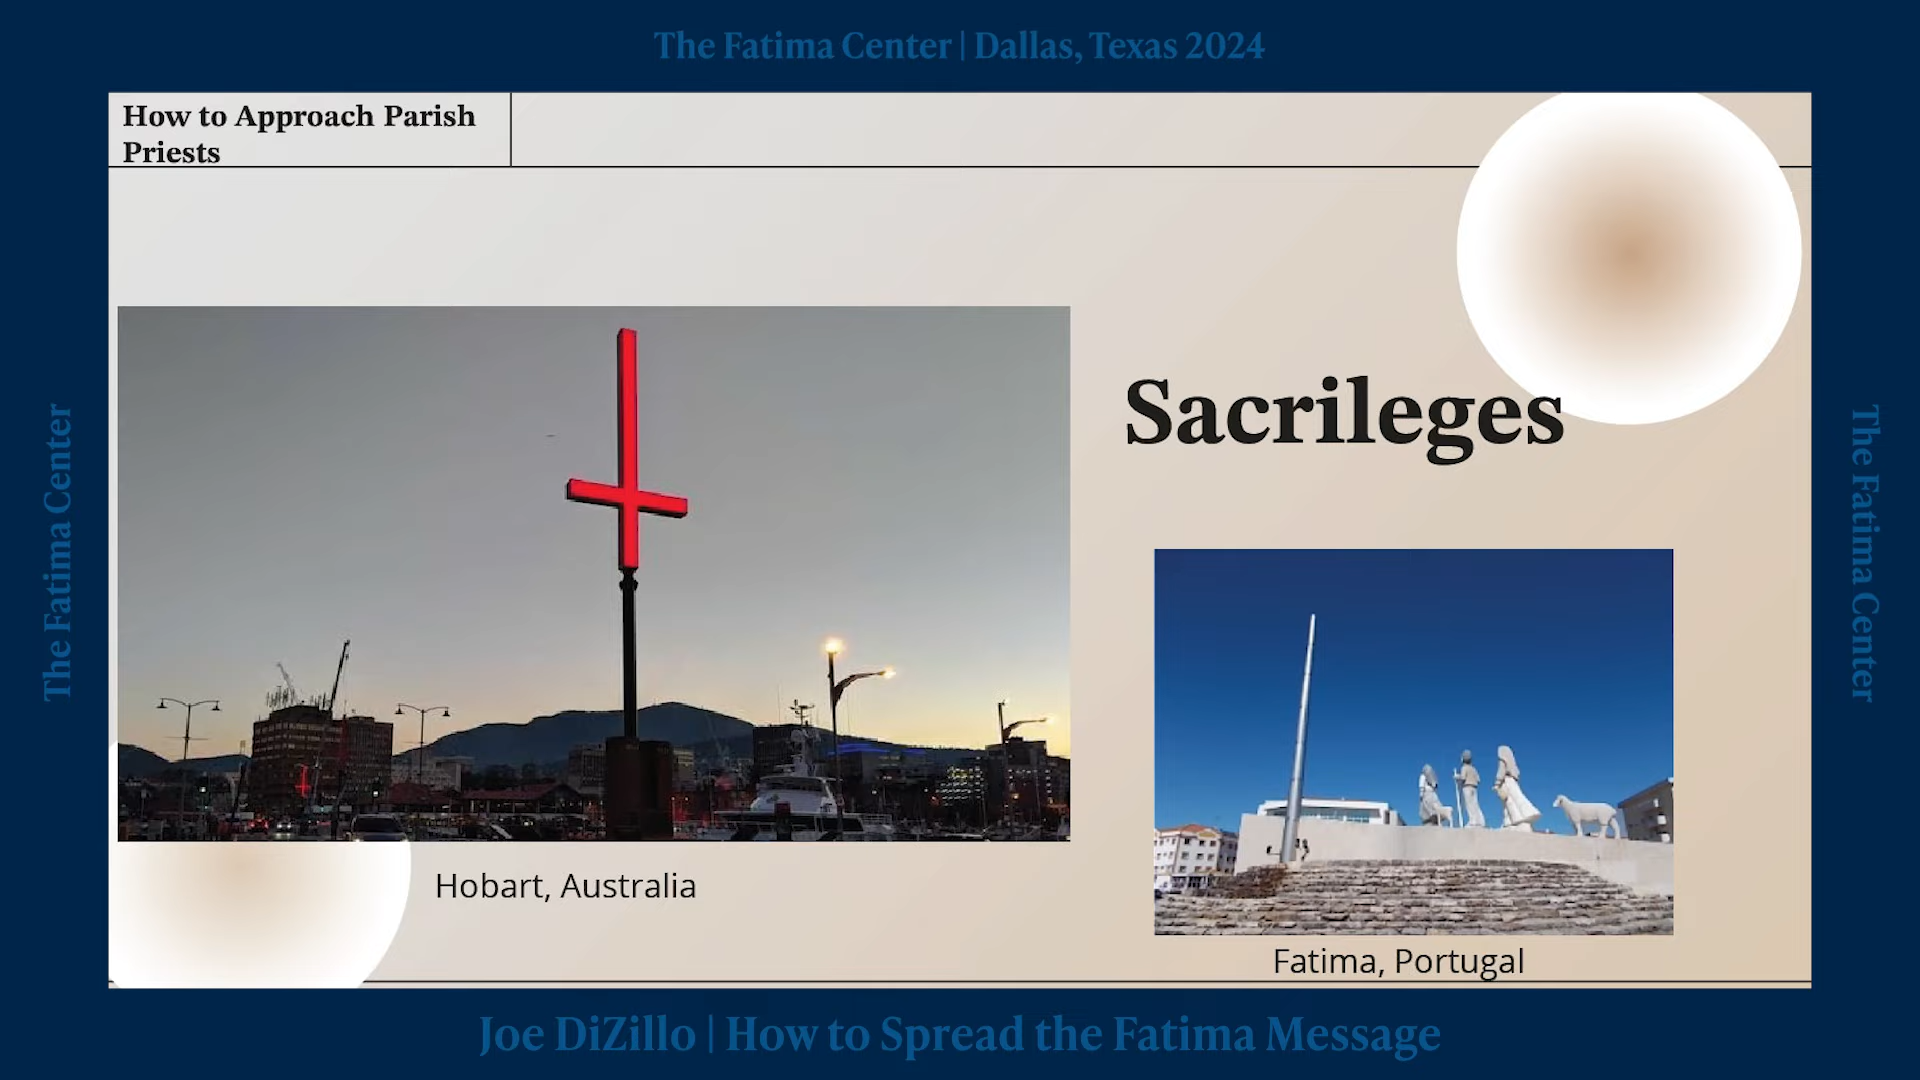 The Fatima Center | Dallas, Texas 2024
How to Approach Parish
Priests
Sacrileges
The Fatima Center
The Fatima Center
Hobart, Australia
Fatima, Portugal
Joe DiZillo | How to Spread the Fatima Message